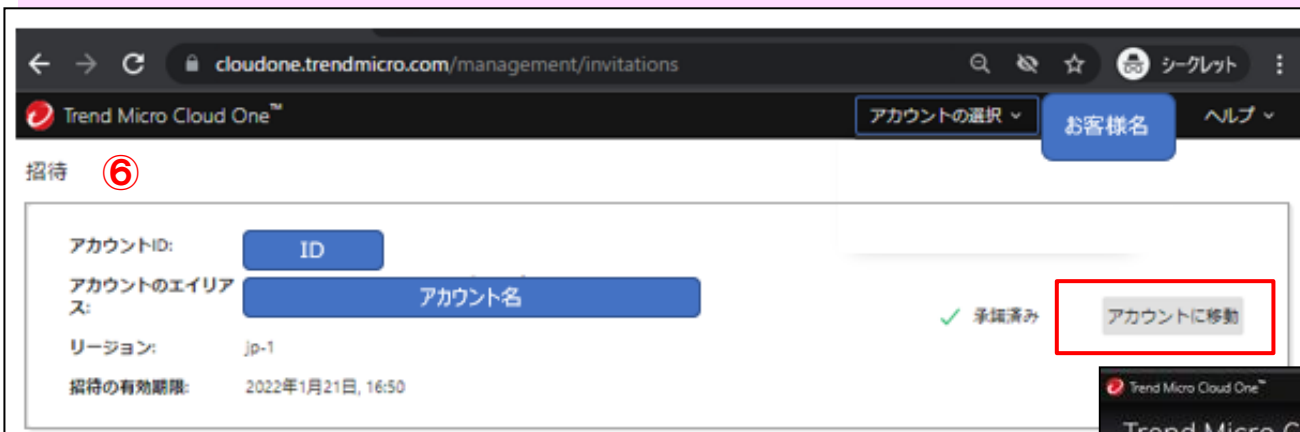 cloudone.trendmicro.com/management/invitations
シークレット
Trend Micro Cloud One™
アカウントの選択
お客様名
ヘルプ
招待
⑥
アカウントID:
ID
アカウントのエイリア
ス:
アカウント名
承諾済み
アカウントに移動
リージョン:
jp-1
招待の有効期限:
2022年1月21日, 16:50
Trend Micro Cloud One™
Trend Micro C